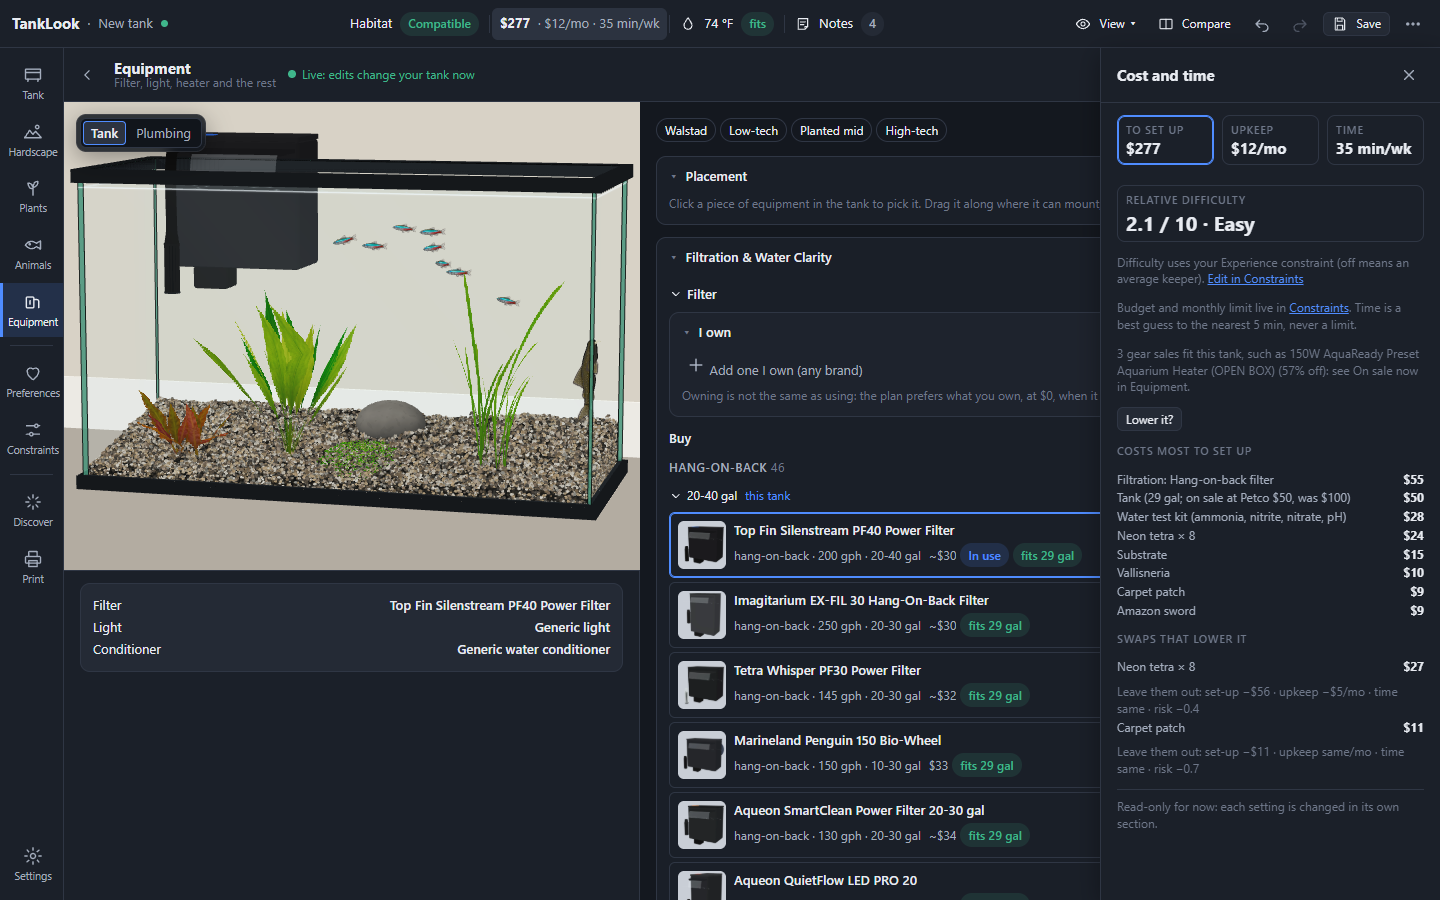 TankLook · New tank
Habitat Compatible $277 · $12/mo · 35 min/wk 74 °F fits Notes 4 View Compare Save
Tank
Hardscape
Plants
Animals
Equipment
Preferences
Constraints
Discover
Print
Settings
Equipment
Filter, light, heater and the rest
Live: edits change your tank now
Tank Plumbing
Filter Top Fin Silenstream PF40 Power Filter
Light Generic light
Conditioner Generic water conditioner
Walstad Low-tech Planted mid High-tech
Placement
Click a piece of equipment in the tank to pick it. Drag it along where it can mount
Filtration & Water Clarity
Filter
I own
Add one I own (any brand)
Owning is not the same as using: the plan prefers what you own, at $0, when it
Buy
HANG-ON-BACK 46
20-40 gal this tank
Top Fin Silenstream PF40 Power Filter
hang-on-back · 200 gph · 20-40 gal ~$30 In use fits 29 gal
Imagitarium EX-FIL 30 Hang-On-Back Filter
hang-on-back · 250 gph · 20-30 gal ~$30 fits 29 gal
Tetra Whisper PF30 Power Filter
hang-on-back · 145 gph · 20-30 gal ~$32 fits 29 gal
Marineland Penguin 150 Bio-Wheel
hang-on-back · 150 gph · 10-30 gal $33 fits 29 gal
Aqueon SmartClean Power Filter 20-30 gal
hang-on-back · 130 gph · 20-30 gal ~$34 fits 29 gal
Aqueon QuietFlow LED PRO 20
Cost and time
TO SET UP
$277
UPKEEP
$12/mo
TIME
35 min/wk
RELATIVE DIFFICULTY
2.1 / 10 · Easy
Difficulty uses your Experience constraint (off means an
average keeper). Edit in Constraints
Budget and monthly limit live in Constraints. Time is a
best guess to the nearest 5 min, never a limit.
3 gear sales fit this tank, such as 150W AquaReady Preset
Aquarium Heater (OPEN BOX) (57% off): see On sale now
in Equipment.
Lower it?
COSTS MOST TO SET UP
Filtration: Hang-on-back filter $55
Tank (29 gal; on sale at Petco $50, was $100) $50
Water test kit (ammonia, nitrite, nitrate, pH) $28
Neon tetra × 8 $24
Substrate $15
Vallisneria $10
Carpet patch $9
Amazon sword $9
SWAPS THAT LOWER IT
Neon tetra × 8 $27
Leave them out: set-up −$56 · upkeep −$5/mo · time
same · risk −0.4
Carpet patch $11
Leave them out: set-up −$11 · upkeep same/mo · time
same · risk −0.7
Read-only for now: each setting is changed in its own
section.